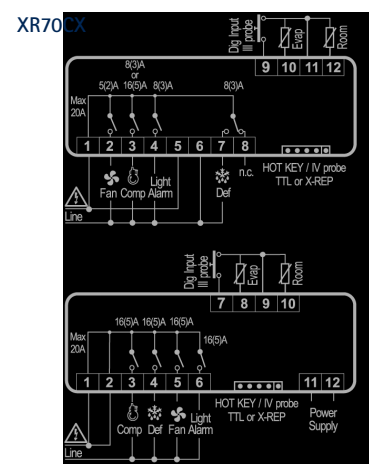 XR70CX
Dig Input
III probe
Evap
Room
9 10 11 12
8(3)A
or
5(2)A 16(5)A 8(3)A 8(3)A
Max
20A
1 2 3 4 5 6 7 8
n.c.
HOT KEY / IV probe
TTL or X-REP
Light
Fan Comp Alarm
Def
Line
Dig Input
III probe
Evap
Room
7 8 9 10
16(5)A 16(5)A 16(5)A
16(5)A
Max
20A
1 2 3 4 5 6 11 12
HOT KEY / IV probe
TTL or X-REP
Power
Supply
Light
Comp Def Fan Alarm
Line